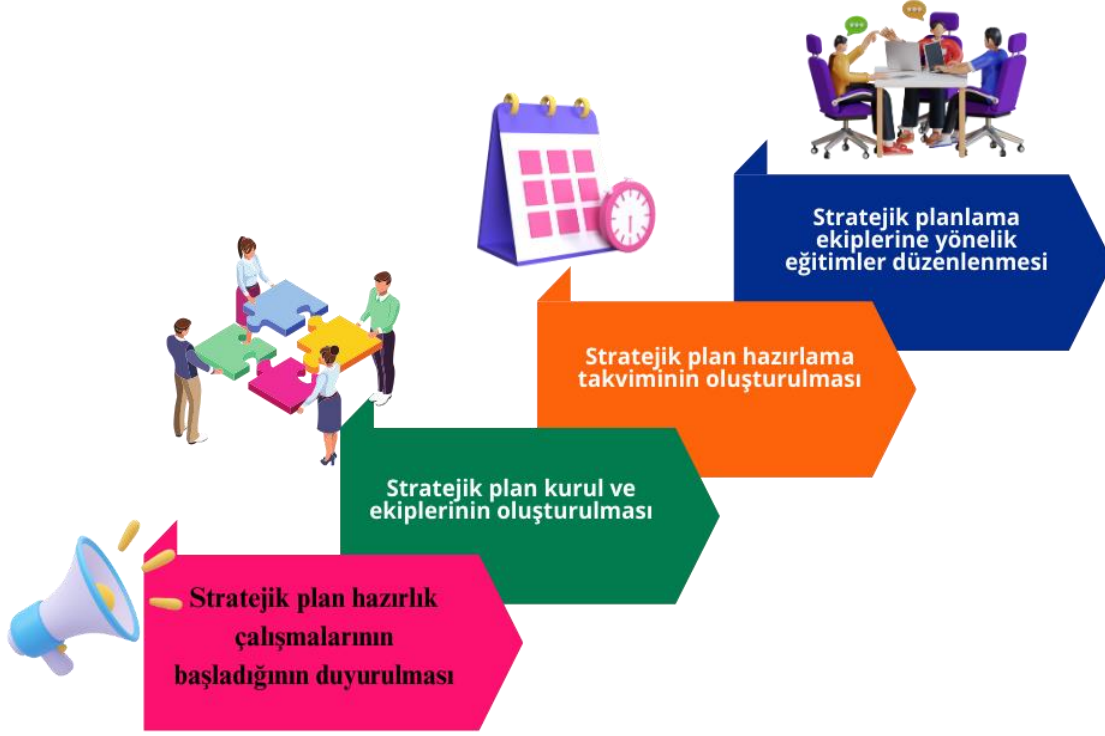 Stratejik planlama
ekiplerine yönelik
eğitimler düzenlenmesi
Stratejik plan hazırlama
takviminin oluşturulması
Stratejik plan kurul ve
ekiplerinin oluşturulması
Stratejik plan hazırlık
çalışmalarının
başladığının duyurulması